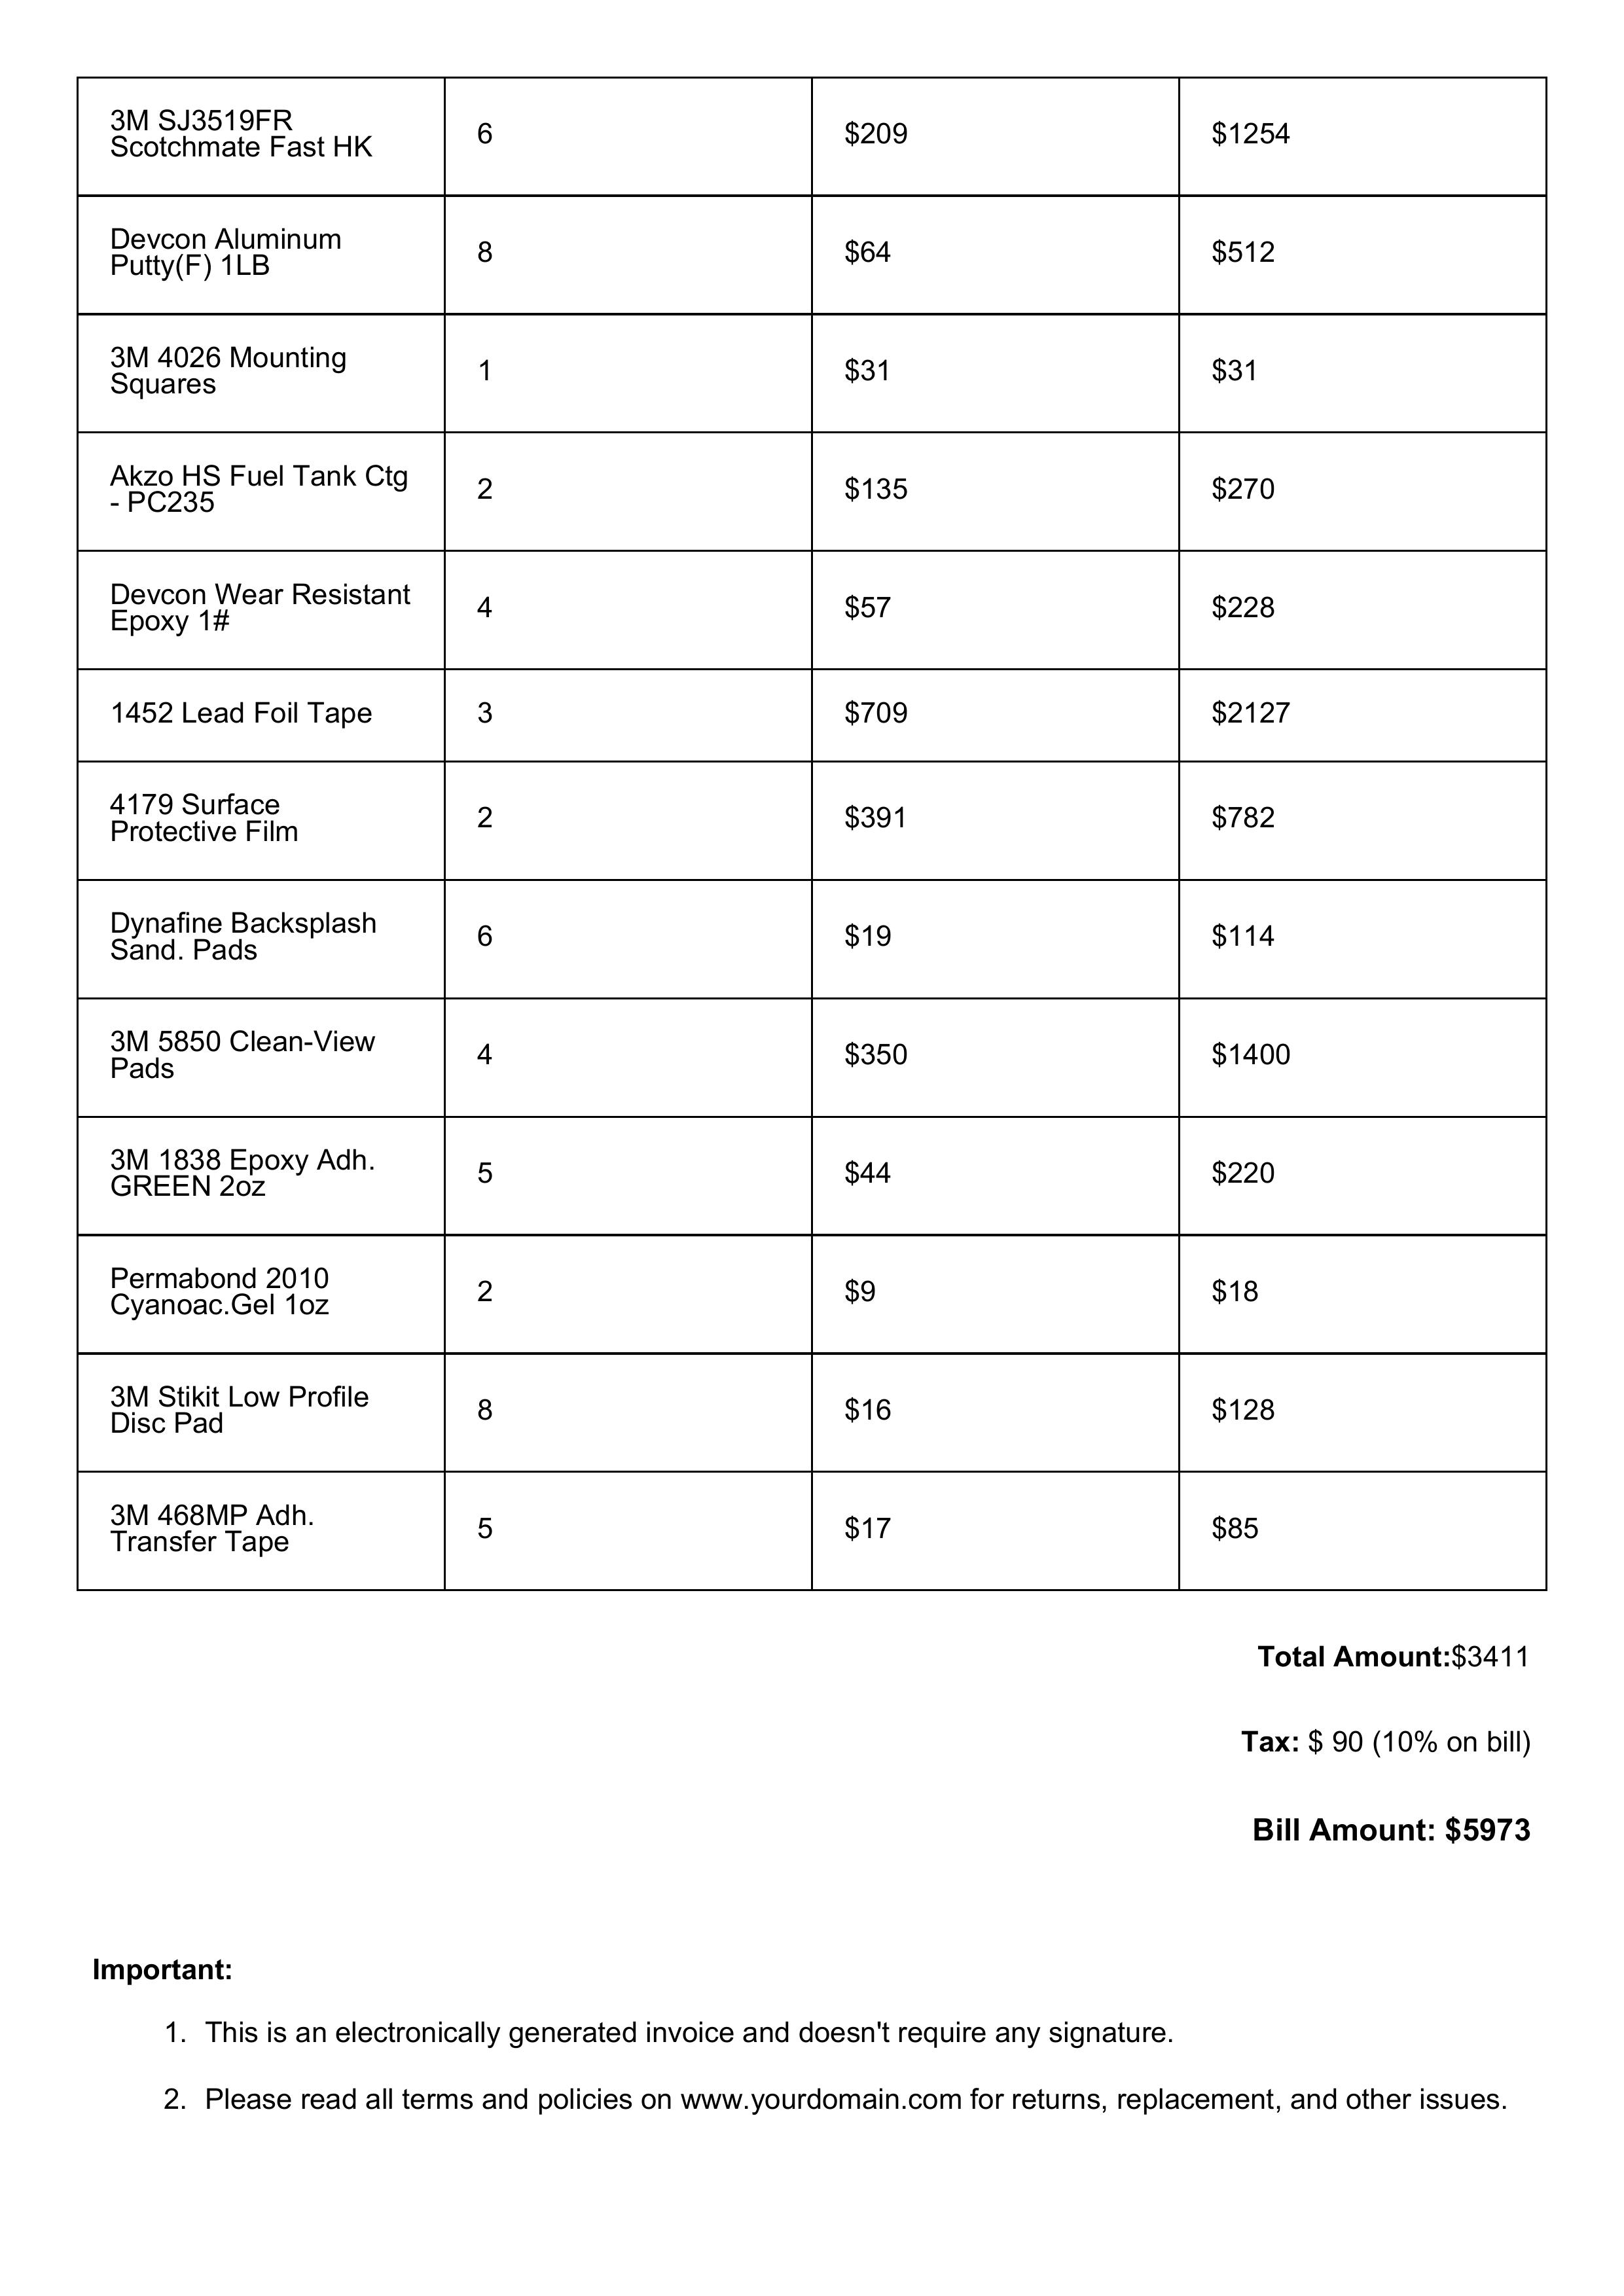 3M SJ3519FR
Scotchmate Fast HK
6
$209
$1254
Devcon Aluminum
Putty(F) 1LB
8
$64
$512
3M 4026 Mounting
Squares
1
$31
$31
Akzo HS Fuel Tank Ctg
- PC235
2
$135
$270
Devcon Wear Resistant
Epoxy 1#
4
$57
$228
1452 Lead Foil Tape
3
$709
$2127
4179 Surface
Protective Film
2
$391
$782
Dynafine Backsplash
Sand. Pads
6
$19
$114
3M 5850 Clean-View
Pads
4
$350
$1400
3M 1838 Epoxy Adh.
GREEN 2oz
5
$44
$220
Permabond 2010
Cyanoac.Gel 1oz
2
$9
$18
3M Stikit Low Profile
Disc Pad
8
$16
$128
3M 468MP Adh.
Transfer Tape
5
$17
$85
Total Amount:$3411
Tax: $ 90 (10% on bill)
Bill Amount: $5973
Important:
1. This is an electronically generated invoice and doesn't require any signature.
2. Please read all terms and policies on www.yourdomain.com for returns, replacement, and other issues.